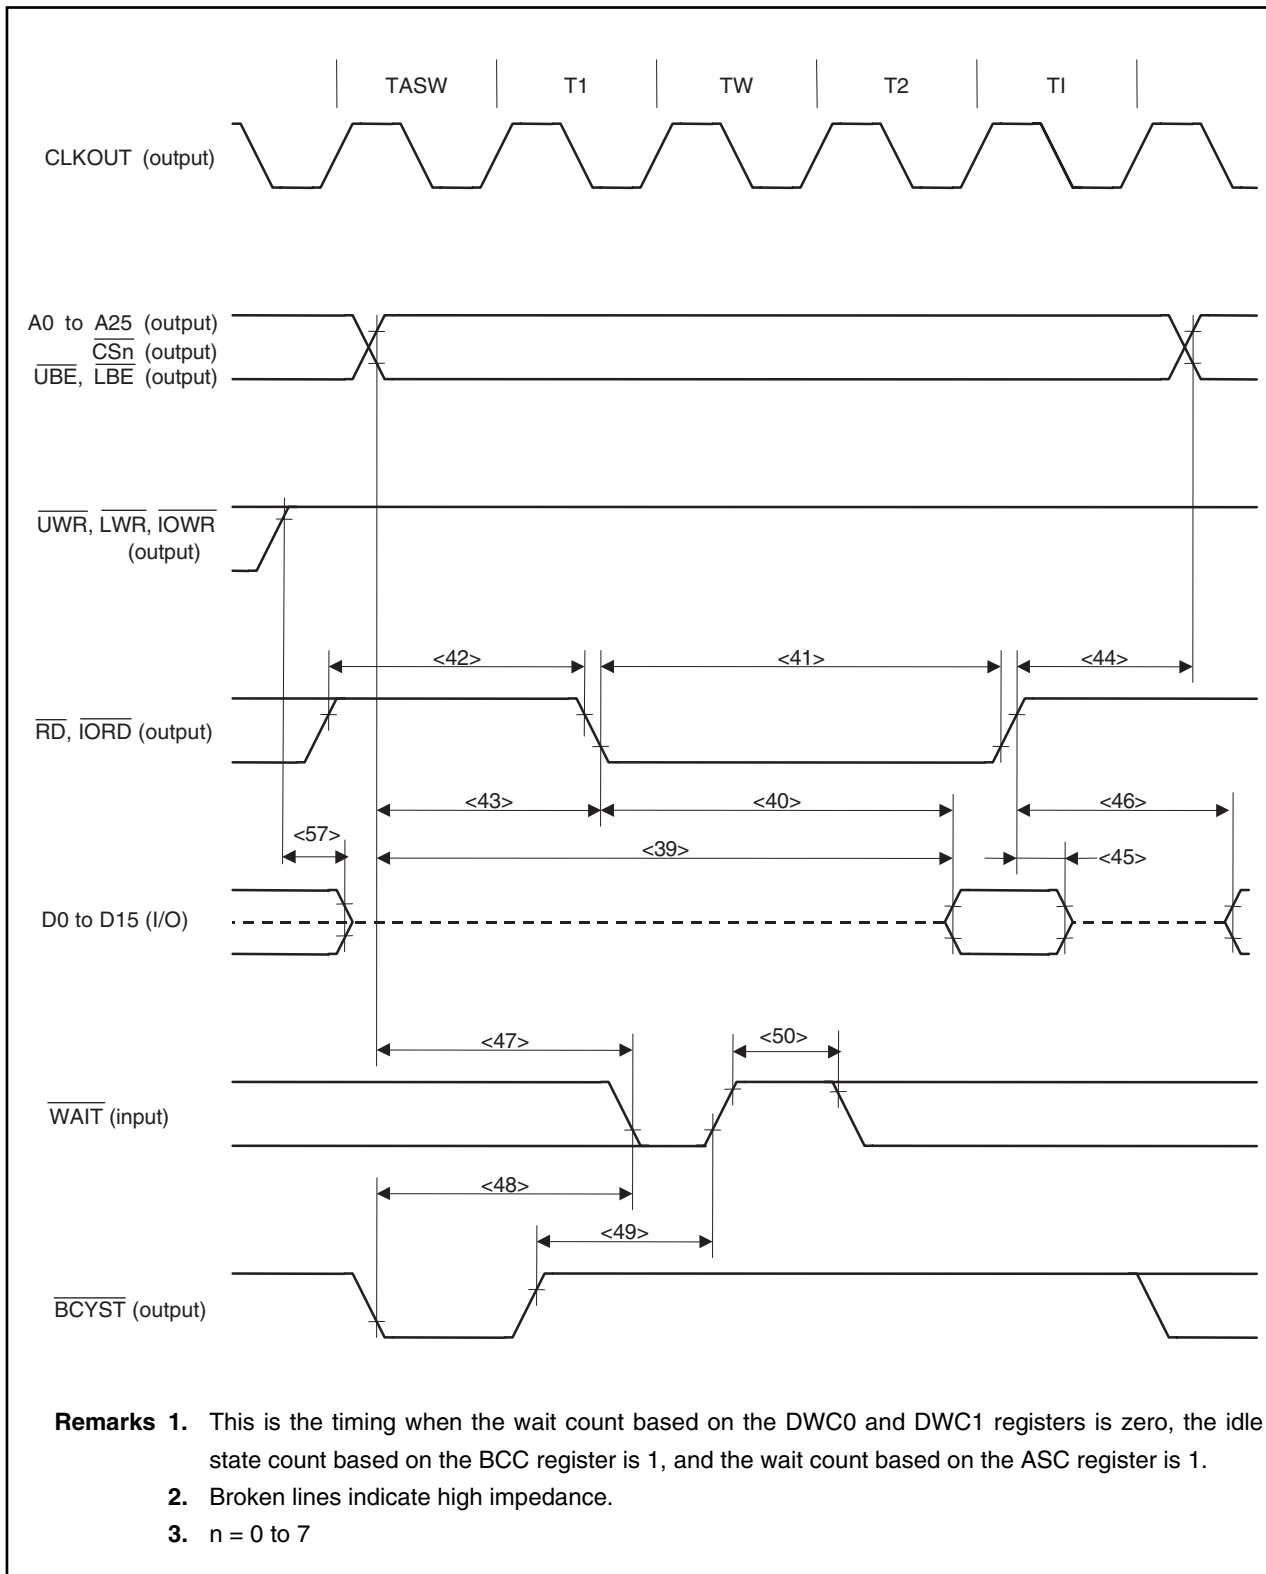 TASW T1 TW T2 TI
CLKOUT (output)
A0 to A25 (output)
CSn (output)
UBE, LBE (output)
UWR, LWR, IOWR
(output)
<42> <41> <44>
RD, IORD (output)
<43> <40> <46>
<57> <39> <45>
D0 to D15 (I/O)
<47> <50>
WAIT (input)
<48>
<49>
BCYST (output)
Remarks 1. This is the timing when the wait count based on the DWC0 and DWC1 registers is zero, the idle
state count based on the BCC register is 1, and the wait count based on the ASC register is 1.
2. Broken lines indicate high impedance.
3. n = 0 to 7